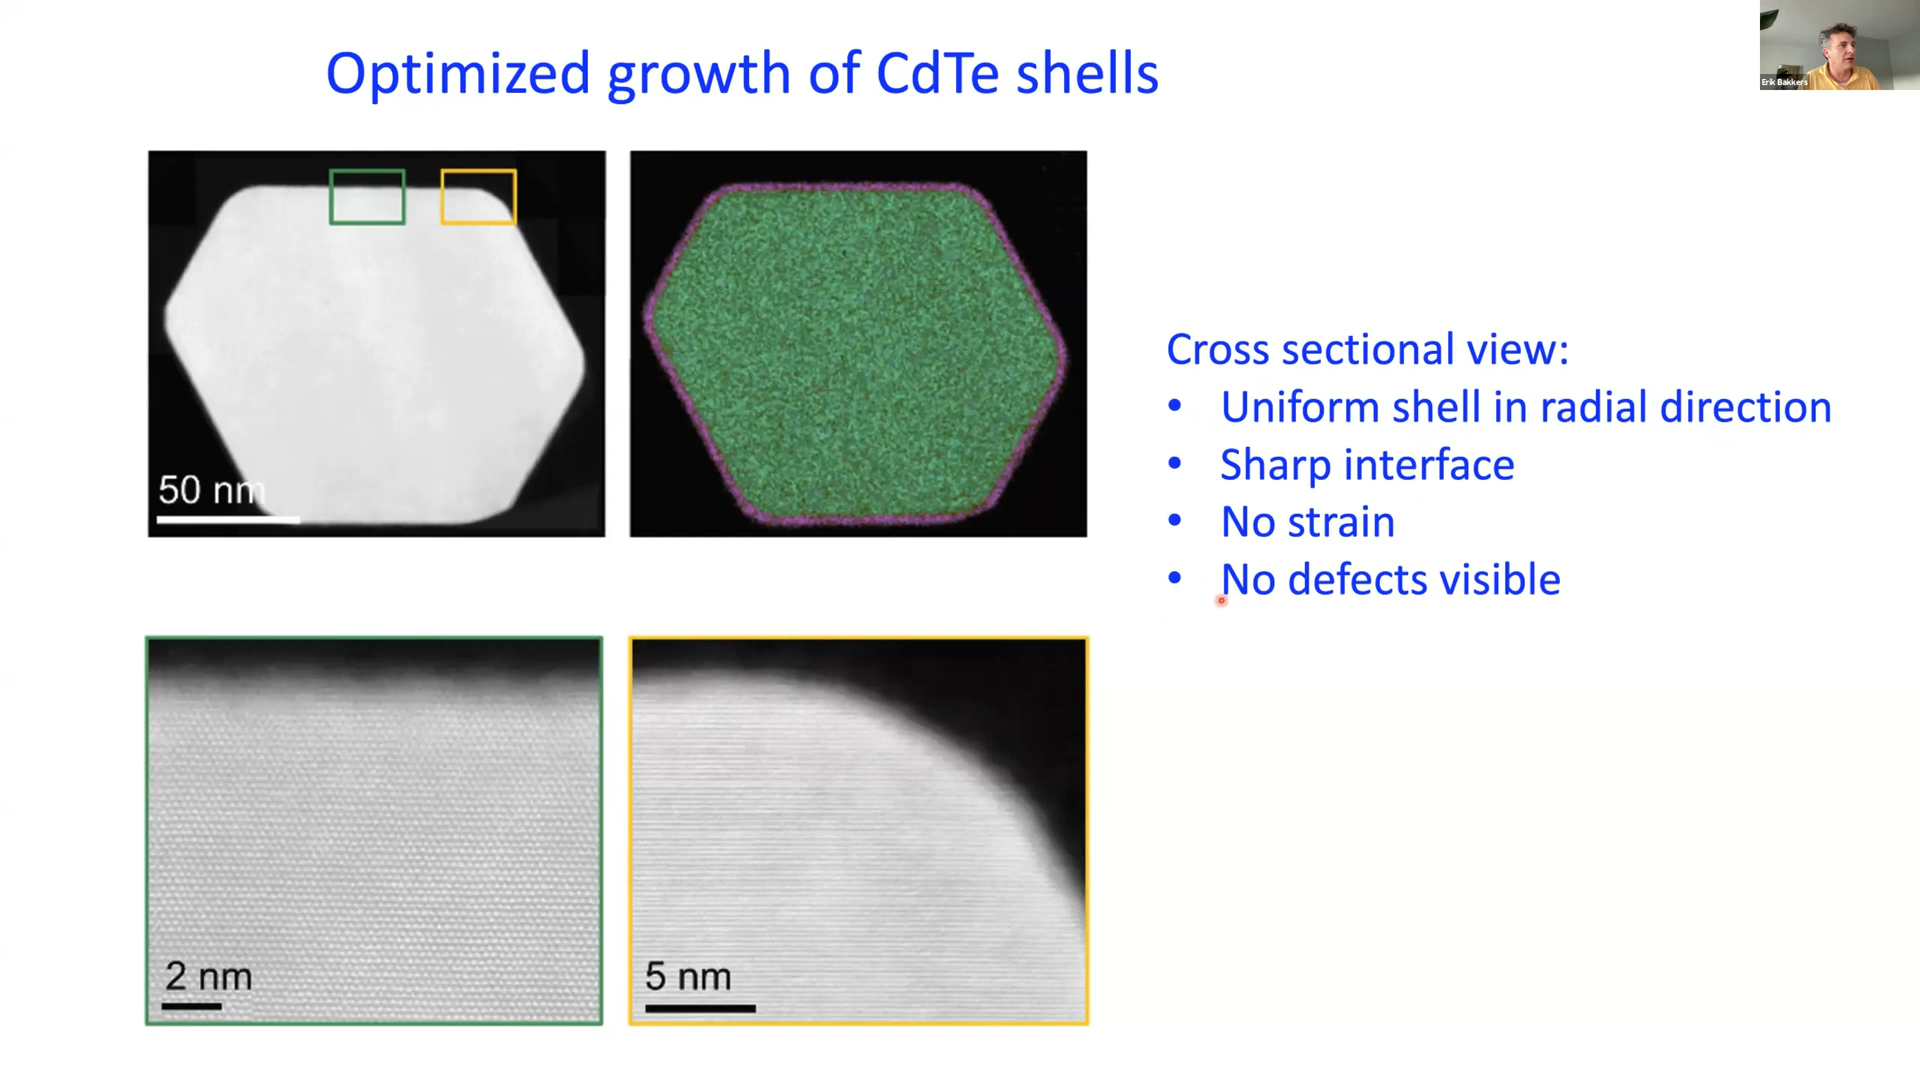 Optimized growth of CdTe shells
Erik Bakkers
50 nm
Cross sectional view:
• Uniform shell in radial direction
• Sharp interface
• No strain
• No defects visible
2 nm
5 nm